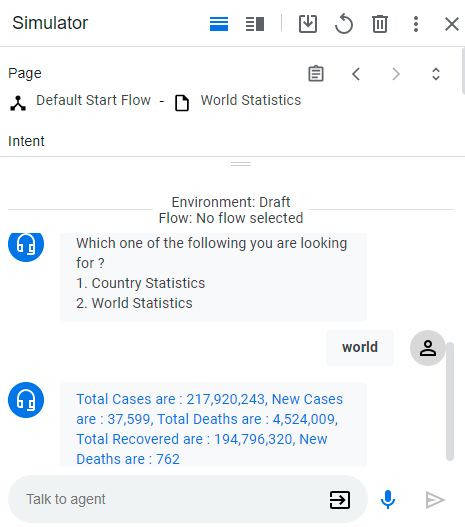 Simulator
Page
Default Start Flow - World Statistics
Intent
Environment: Draft
Flow: No flow selected
Which one of the following you are looking
for ?
1. Country Statistics
2. World Statistics
world
Total Cases are : 217,920,243, New Cases
are : 37,599, Total Deaths are : 4,524,009,
Total Recovered are : 194,796,320, New
Deaths are : 762
Talk to agent